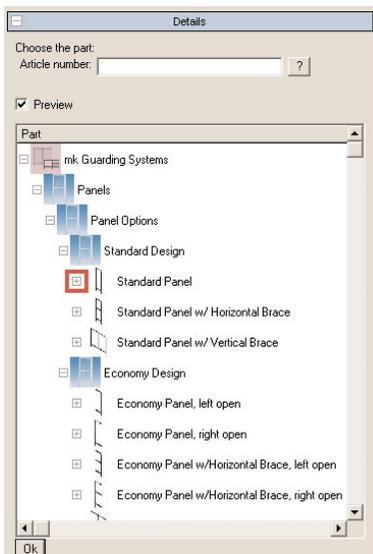 Details
Choose the part:
Article number: ?
Preview
Part
mk Guarding Systems
Panels
Panel Options
Standard Design
Standard Panel
Standard Panel w/ Horizontal Brace
Standard Panel w/ Vertical Brace
Economy Design
Economy Panel, left open
Economy Panel, right open
Economy Panel w/Horizontal Brace, left open
Economy Panel w/Horizontal Brace, right open
Ok